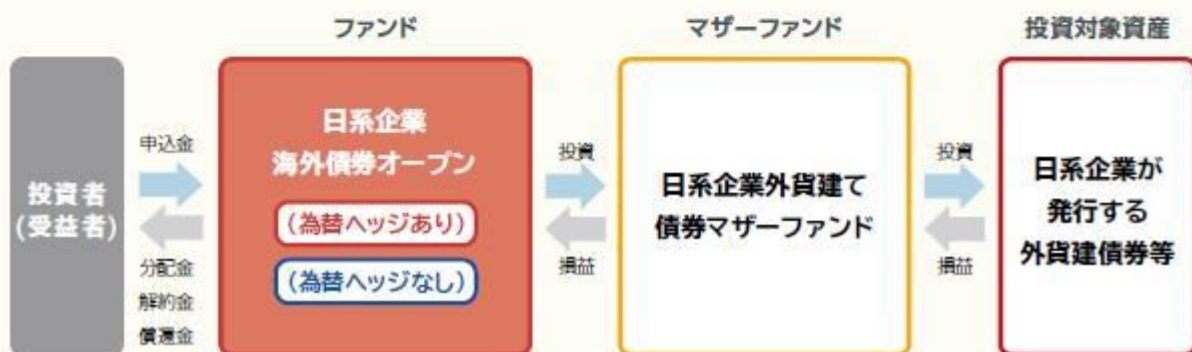 ファンド
マザーファンド
投資対象資産
投資者
(受益者)
申込金
分配金
解約金
償還金
日系企業
海外債券オープン
(為替ヘッジあり)
(為替ヘッジなし)
投資
損益
日系企業外貨建て
債券マザーファンド
投資
損益
日系企業が
発行する
外貨建債券等